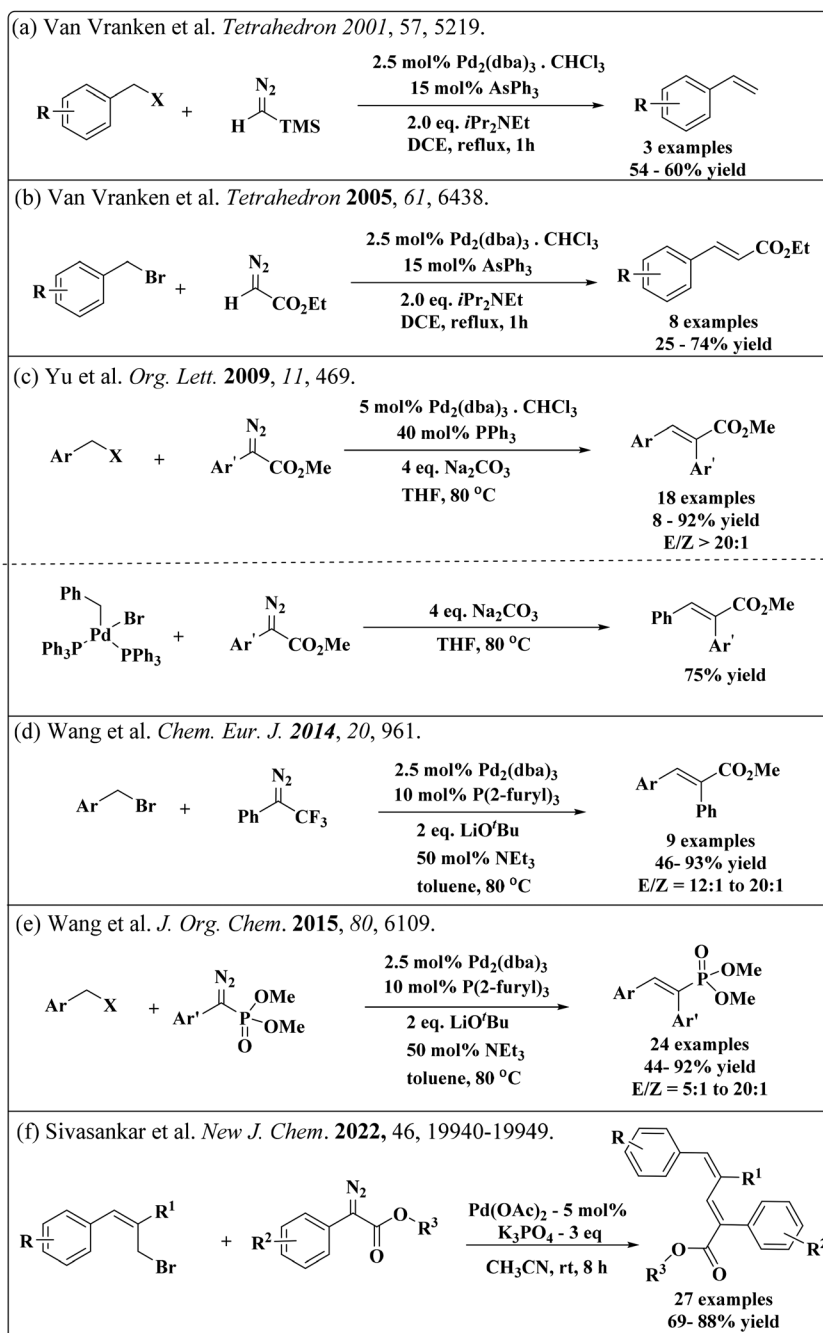 (a) Van Vranken et al. Tetrahedron 2001, 57, 5219.
R
X
+
N2
H
TMS
2.5 mol% Pd2(dba)3 . CHCl3
15 mol% AsPh3
2.0 eq. iPr2NEt
DCE, reflux, 1h
R
3 examples
54 - 60% yield
(b) Van Vranken et al. Tetrahedron 2005, 61, 6438.
R
Br
+
N2
H
CO2Et
2.5 mol% Pd2(dba)3 . CHCl3
15 mol% AsPh3
2.0 eq. iPr2NEt
DCE, reflux, 1h
R
CO2Et
8 examples
25 - 74% yield
(c) Yu et al. Org. Lett. 2009, 11, 469.
Ar
X
+
N2
Ar'
CO2Me
5 mol% Pd2(dba)3 . CHCl3
40 mol% PPh3
4 eq. Na2CO3
THF, 80 oC
Ar
CO2Me
Ar'
18 examples
8 - 92% yield
E/Z > 20:1
Ph
Pd
Br
Ph3P
PPh3
+
N2
Ar'
CO2Me
4 eq. Na2CO3
THF, 80 oC
Ph
CO2Me
Ar'
75% yield
(d) Wang et al. Chem. Eur. J. 2014, 20, 961.
Ar
Br
+
N2
Ph
CF3
2.5 mol% Pd2(dba)3
10 mol% P(2-furyl)3
2 eq. LiOtBu
50 mol% NEt3
toluene, 80 oC
Ar
CO2Me
Ph
9 examples
46- 93% yield
E/Z = 12:1 to 20:1
(e) Wang et al. J. Org. Chem. 2015, 80, 6109.
Ar
X
+
N2
Ar'
P
OMe
OMe
O
2.5 mol% Pd2(dba)3
10 mol% P(2-furyl)3
2 eq. LiOtBu
50 mol% NEt3
toluene, 80 oC
O
Ar
P
OMe
OMe
Ar'
24 examples
44- 92% yield
E/Z = 5:1 to 20:1
(f) Sivasankar et al. New J. Chem. 2022, 46, 19940-19949.
R
R1
Br
+
R2
N2
O
R3
O
Pd(OAc)2 - 5 mol%
K3PO4 - 3 eq
CH3CN, rt, 8 h
R
R1
R2
O
R3
O
27 examples
69- 88% yield